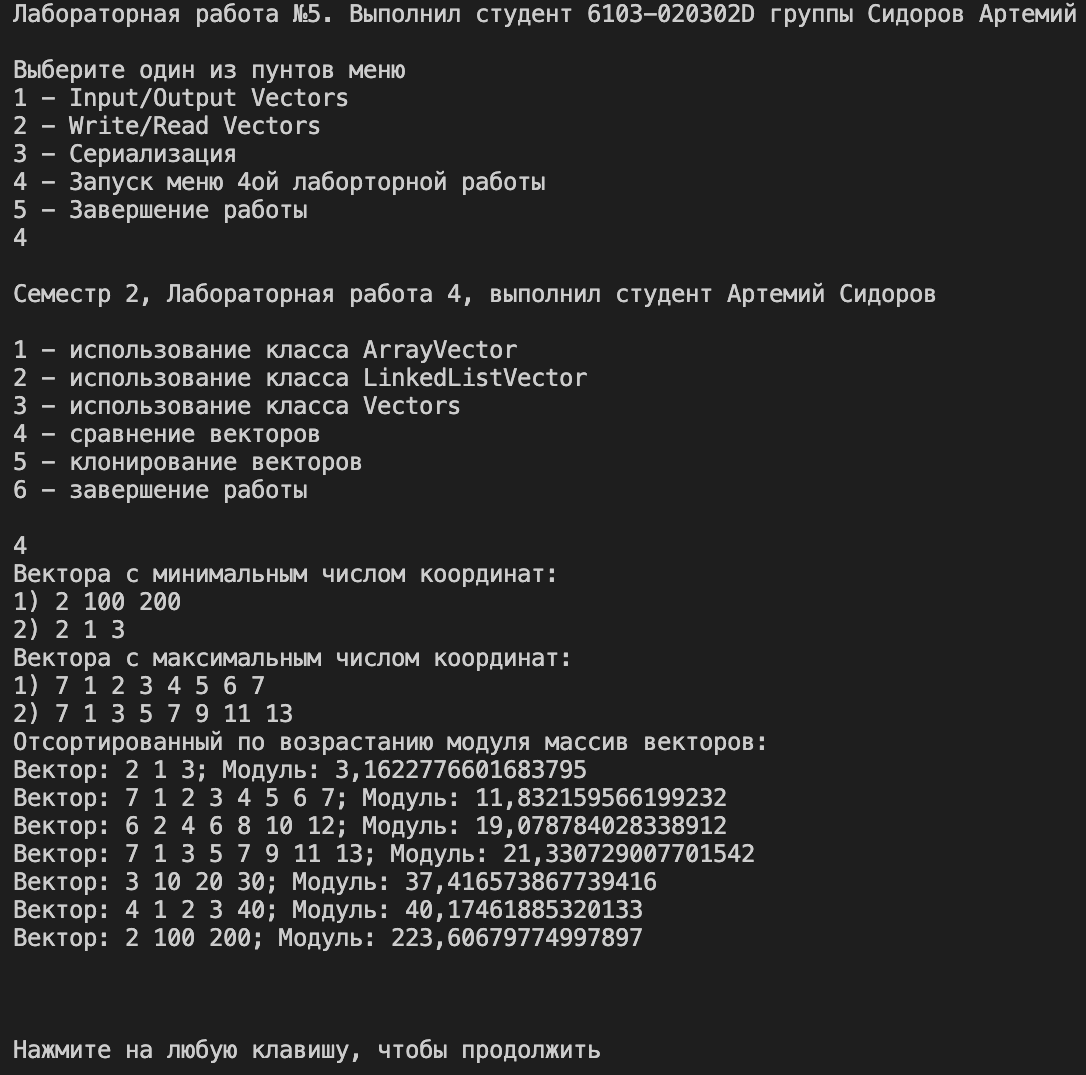 Лабораторная работа №5. Выполнил студент 6103-020302D группы Сидоров Артемий
Выберите один из пунтов меню
1 – Input/Output Vectors
2 – Write/Read Vectors
3 – Сериализация
4 – Запуск меню 4ой лаборторной работы
5 – Завершение работы
4
Семестр 2, Лабораторная работа 4, выполнил студент Артемий Сидоров
1 – использование класса ArrayVector
2 – использование класса LinkedListVector
3 – использование класса Vectors
4 – сравнение векторов
5 – клонирование векторов
6 – завершение работы
4
Вектора с минимальным числом координат:
1) 2 100 200
2) 2 1 3
Вектора с максимальным числом координат:
1) 7 1 2 3 4 5 6 7
2) 7 1 3 5 7 9 11 13
Отсортированный по возрастанию модуля массив векторов:
Вектор: 2 1 3; Модуль: 3,1622776601683795
Вектор: 7 1 2 3 4 5 6 7; Модуль: 11,832159566199232
Вектор: 6 2 4 6 8 10 12; Модуль: 19,078784028338912
Вектор: 7 1 3 5 7 9 11 13; Модуль: 21,330729007701542
Вектор: 3 10 20 30; Модуль: 37,416573867739416
Вектор: 4 1 2 3 40; Модуль: 40,17461885320133
Вектор: 2 100 200; Модуль: 223,60679774997897
Нажмите на любую клавишу, чтобы продолжить